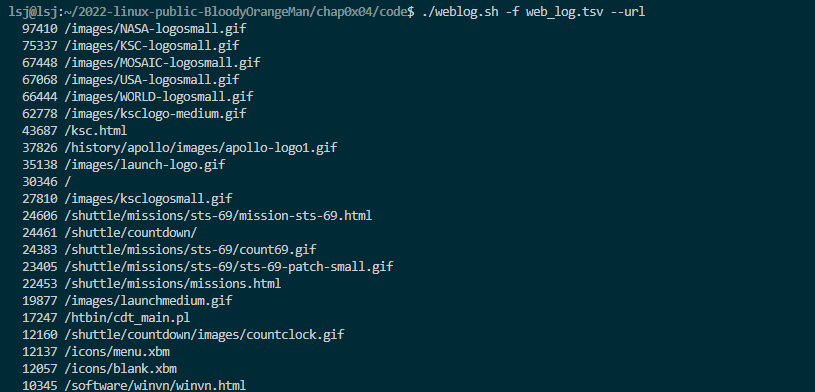 lsj@lsj:~/2022-linux-public-BloodyOrangeMan/chap0x04/code$ ./weblog.sh -f web_log.tsv --url
97410 /images/NASA-logosmall.gif
75337 /images/KSC-logosmall.gif
67448 /images/MOSAIC-logosmall.gif
67068 /images/USA-logosmall.gif
66444 /images/WORLD-logosmall.gif
62778 /images/ksclogo-medium.gif
43687 /ksc.html
37826 /history/apollo/images/apollo-logo1.gif
35138 /images/launch-logo.gif
30346 /
27810 /images/ksclogosmall.gif
24606 /shuttle/missions/sts-69/mission-sts-69.html
24461 /shuttle/countdown/
24383 /shuttle/missions/sts-69/count69.gif
23405 /shuttle/missions/sts-69/sts-69-patch-small.gif
22453 /shuttle/missions/missions.html
19877 /images/launchmedium.gif
17247 /htbin/cdt_main.pl
12160 /shuttle/countdown/images/countclock.gif
12137 /icons/menu.xbm
12057 /icons/blank.xbm
10345 /software/winvn/winvn.html